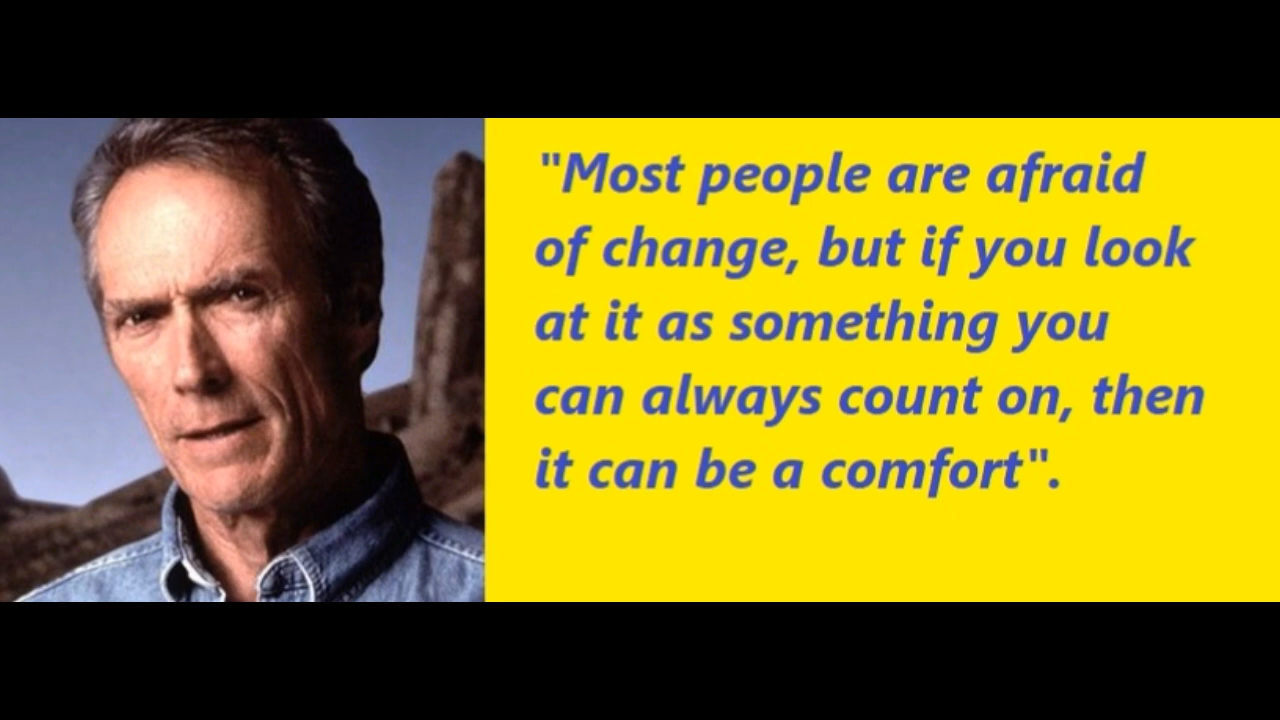 "Most people are afraid
of change, but if you look
at it as something you
can always count on, then
it can be a comfort".